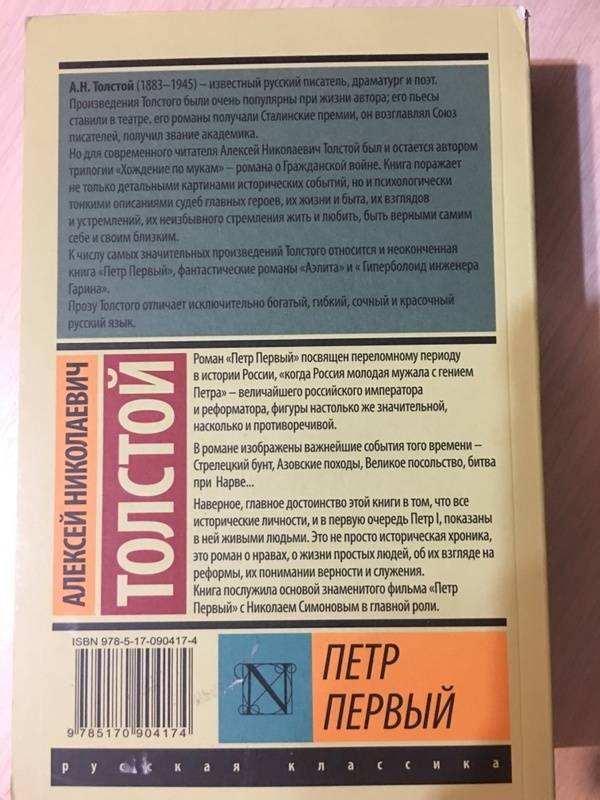 А.Н. Толстой (1883–1945) – известный русский писатель, драматург и поэт.
Произведения Толстого были очень популярны при жизни автора; его пьесы
ставили в театре, его романы получали Сталинские премии, он возглавлял Союз
писателей, получил звание академика.
Но для современного читателя Алексей Николаевич Толстой был и остается автором
трилогии «Хождение по мукам» – романа о Гражданской войне. Книга поражает
не только детальными картинами исторических событий, но и психологически
тонкими описаниями судеб главных героев, их жизни и быта, их взглядов
и устремлений, их неизбывного стремления жить и любить, быть верными самим
себе и своим близким.
К числу самых значительных произведений Толстого относится и неоконченная
книга «Петр Первый», фантастические романы «Аэлита» и « Гиперболоид инженера
Гарина».
Прозу Толстого отличает исключительно богатый, гибкий, сочный и красочный
русский язык.
АЛЕКСЕЙ НИКОЛАЕВИЧ
ТОЛСТОЙ
Роман «Петр Первый» посвящен переломному периоду
в истории России, «когда Россия молодая мужала с гением
Петра» – величайшего российского императора
и реформатора, фигуры настолько же значительной,
насколько и противоречивой.
В романе изображены важнейшие события того времени –
Стрелецкий бунт, Азовские походы, Великое посольство, битва
при Нарве...
Наверное, главное достоинство этой книги в том, что все
исторические личности, и в первую очередь Петр I, показаны
в ней живыми людьми. Это не просто историческая хроника,
это роман о нравах, о жизни простых людей, об их взгляде на
реформы, их понимании верности и служения.
Книга послужила основой знаменитого фильма «Петр
Первый» с Николаем Симоновым в главной роли.
ISBN 978-5-17-090417-4
9 785170 904174
N
ПЕТР
ПЕРВЫЙ
русская классика